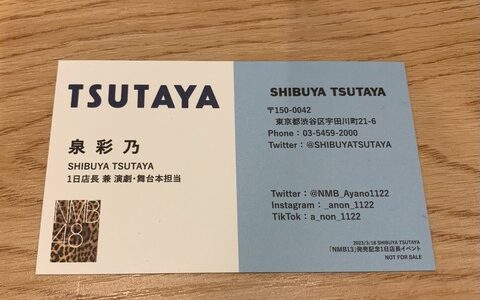 TSUTAYA
泉 彩 乃
SHIBUYA TSUTAYA
1日店長 兼 演劇・舞台本担当
NMB
48
SHIBUYA TSUTAYA
〒150-0042
東京都渋谷区宇田川町21-6
Phone : 03-5459-2000
Twitter : @SHIBUYATSUTAYA
Twitter : @NMB_Ayano1122
Instagram : _anon_1122
TikTok : a_non_1122
2023/3/18 SHIBUYA TSUTAYA
「NMB13」発売記念1日店長イベント
NOT FOR SALE